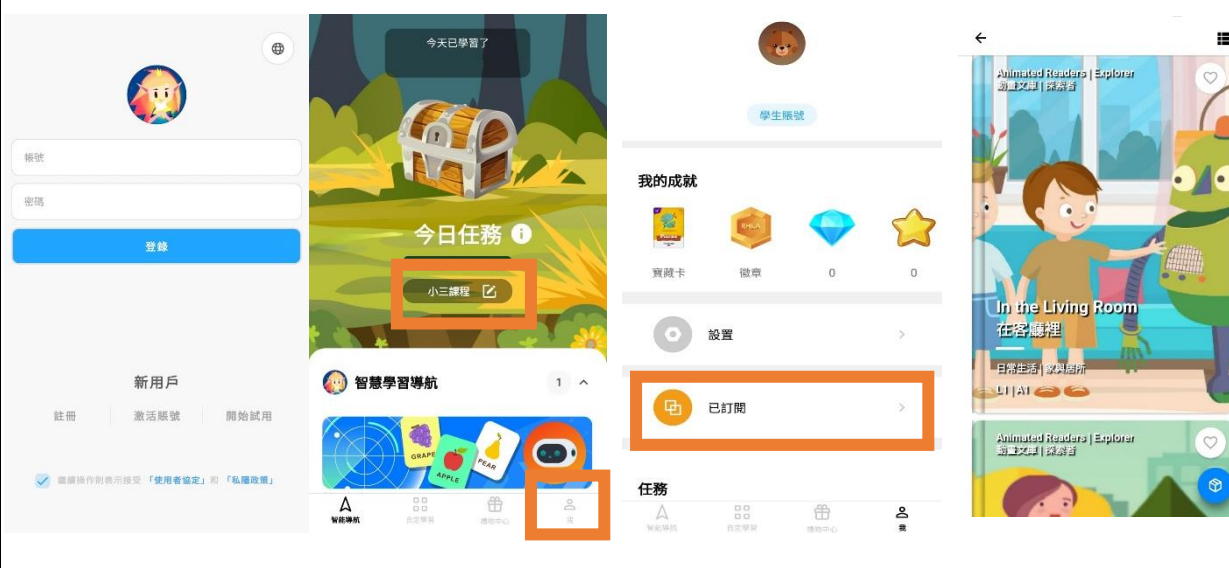 帳號
密碼
登錄
新用戶
註冊
激活賬號
開始試用
繼續操作則表示接受「使用者協定」和「私隱政策」
今天已學習了
今日任務
小三課程
智慧學習導航
1
GRAPE
APPLE
PEAR
智能導航
自定學習
禮物中心
我
學生賬號
我的成就
寶藏卡
徽章
0
0
設置
已訂閱
任務
智能導航
自定學習
禮物中心
我
Animated Readers | Explorer
動畫文庫 | 探索者
In the Living Room
在客廳裡
日常生活 | 家與居所
L1 | A1
Animated Readers | Explorer
動畫文庫 | 探索者